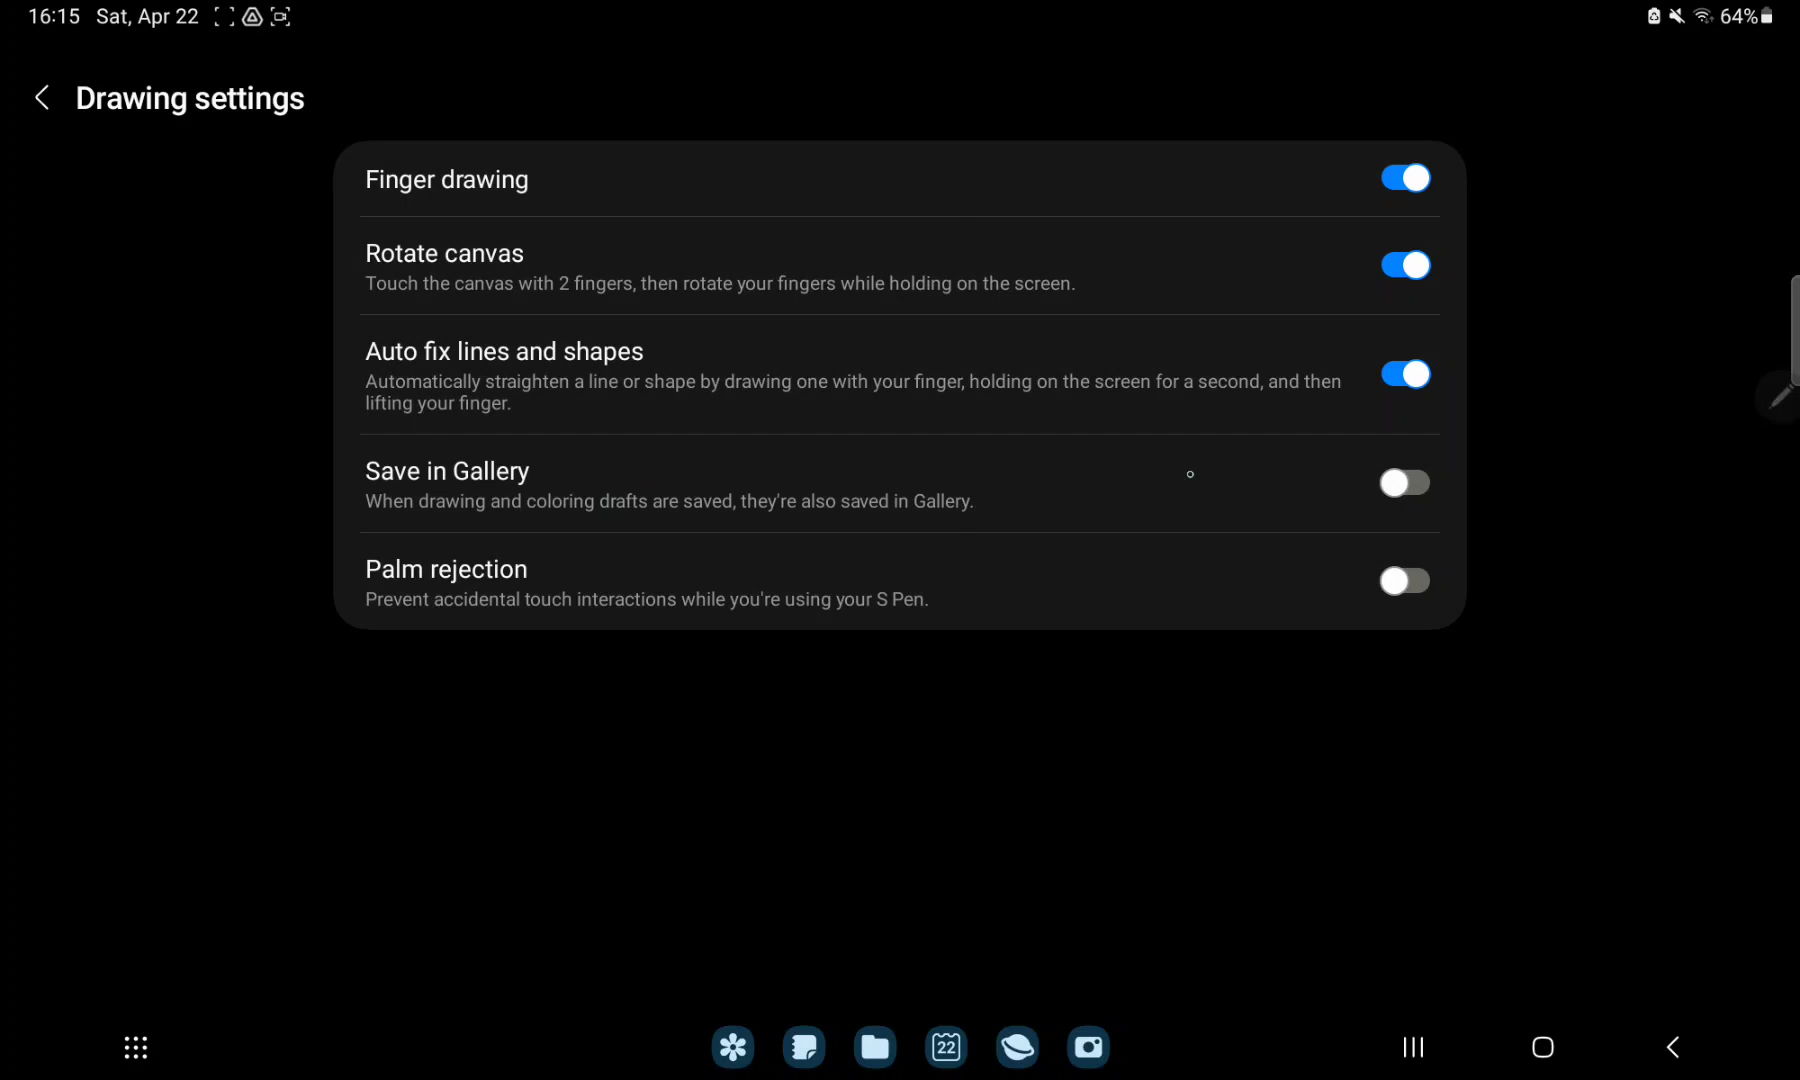 16:15 Sat, Apr 22
64%
Drawing settings
Finger drawing
Rotate canvas
Touch the canvas with 2 fingers, then rotate your fingers while holding on the screen.
Auto fix lines and shapes
Automatically straighten a line or shape by drawing one with your finger, holding on the screen for a second, and then
lifting your finger.
Save in Gallery
When drawing and coloring drafts are saved, they're also saved in Gallery.
Palm rejection
Prevent accidental touch interactions while you're using your S Pen.
22